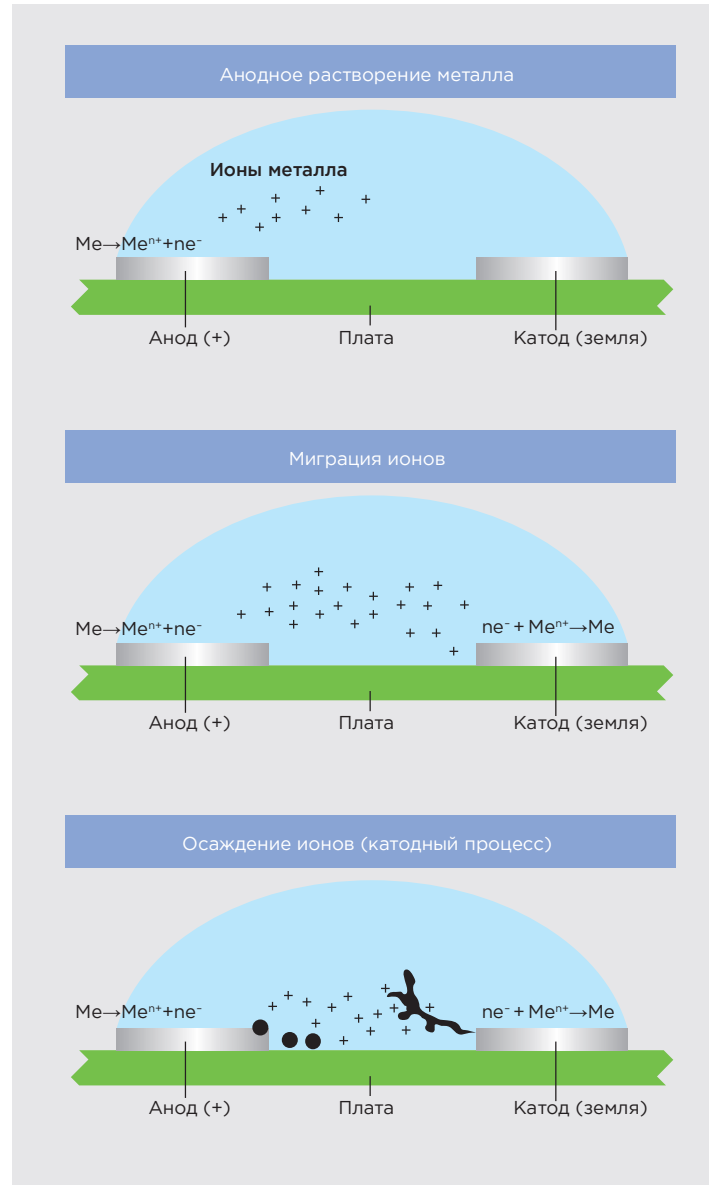 Анодное растворение металла
Ионы металла
Me→Meⁿ⁺+ne⁻
Анод (+)
Плата
Катод (земля)
Миграция ионов
Me→Meⁿ⁺+ne⁻
ne⁻ + Meⁿ⁺→Me
Анод (+)
Плата
Катод (земля)
Осаждение ионов (катодный процесс)
Me→Meⁿ⁺+ne⁻
ne⁻ + Meⁿ⁺→Me
Анод (+)
Плата
Катод (земля)